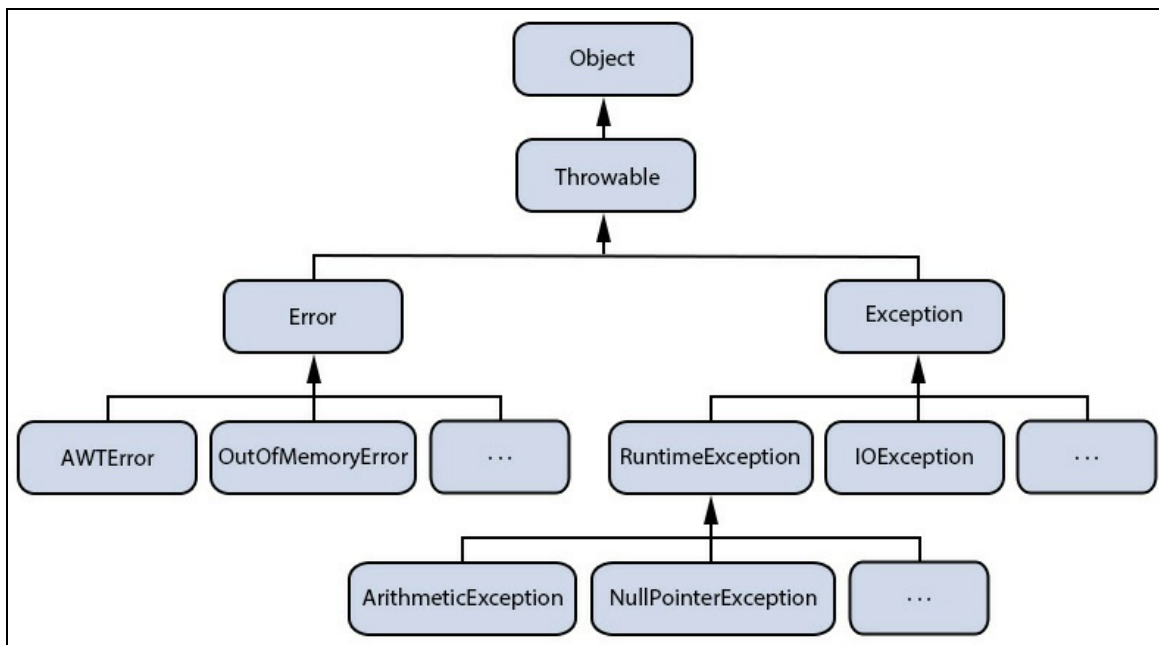 Object
Throwable
Error
Exception
AWTError
OutOfMemoryError
...
RuntimeException
IOException
...
ArithmeticException
NullPointerException
...